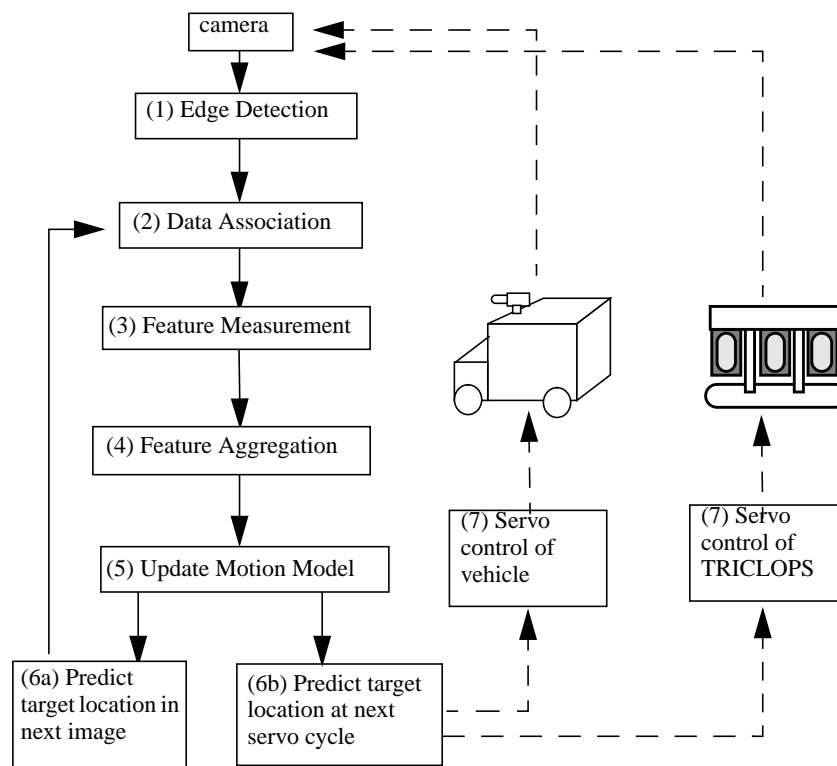 camera
(1) Edge Detection
(2) Data Association
(3) Feature Measurement
(4) Feature Aggregation
(5) Update Motion Model
(6a) Predict
target location in
next image
(6b) Predict target
location at next
servo cycle
(7) Servo
control of
vehicle
(7) Servo
control of
TRICLOPS